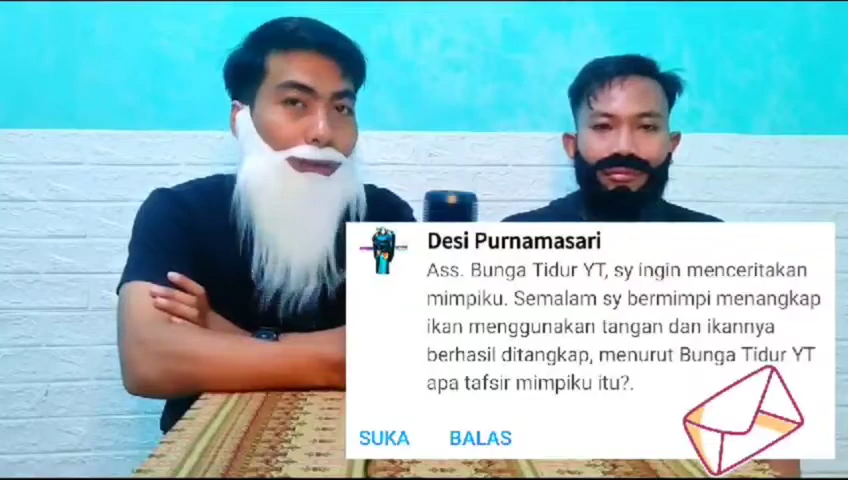 Desi Purnamasari
Ass. Bunga Tidur YT, sy ingin menceritakan
mimpiku. Semalam sy bermimpi menangkap
ikan menggunakan tangan dan ikannya
berhasil ditangkap, menurut Bunga Tidur YT
apa tafsir mimpiku itu?.
SUKA BALAS